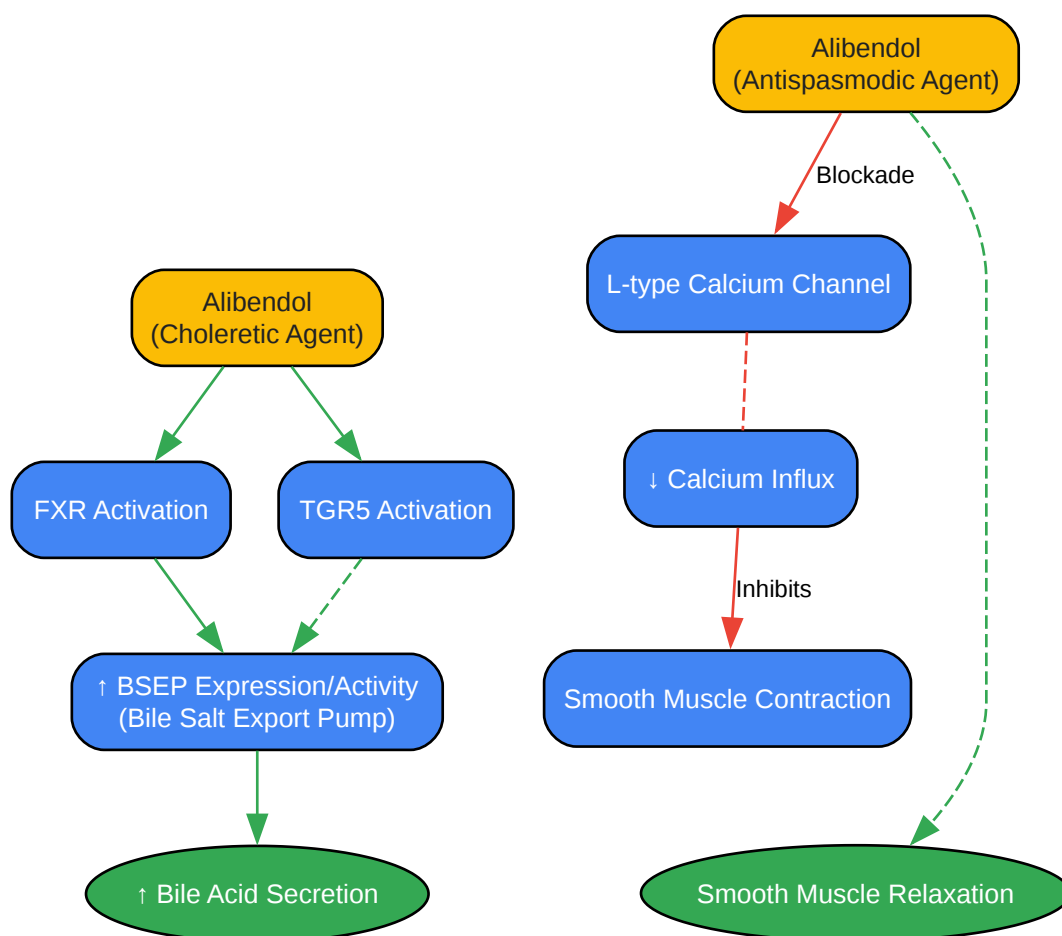 Alibendol
(Antispasmodic Agent)
Blockade
L-type Calcium Channel
Alibendol
(Choleretic Agent)
↓ Calcium Influx
FXR Activation
TGR5 Activation
Inhibits
↑ BSEP Expression/Activity
(Bile Salt Export Pump)
Smooth Muscle Contraction
↑ Bile Acid Secretion
Smooth Muscle Relaxation